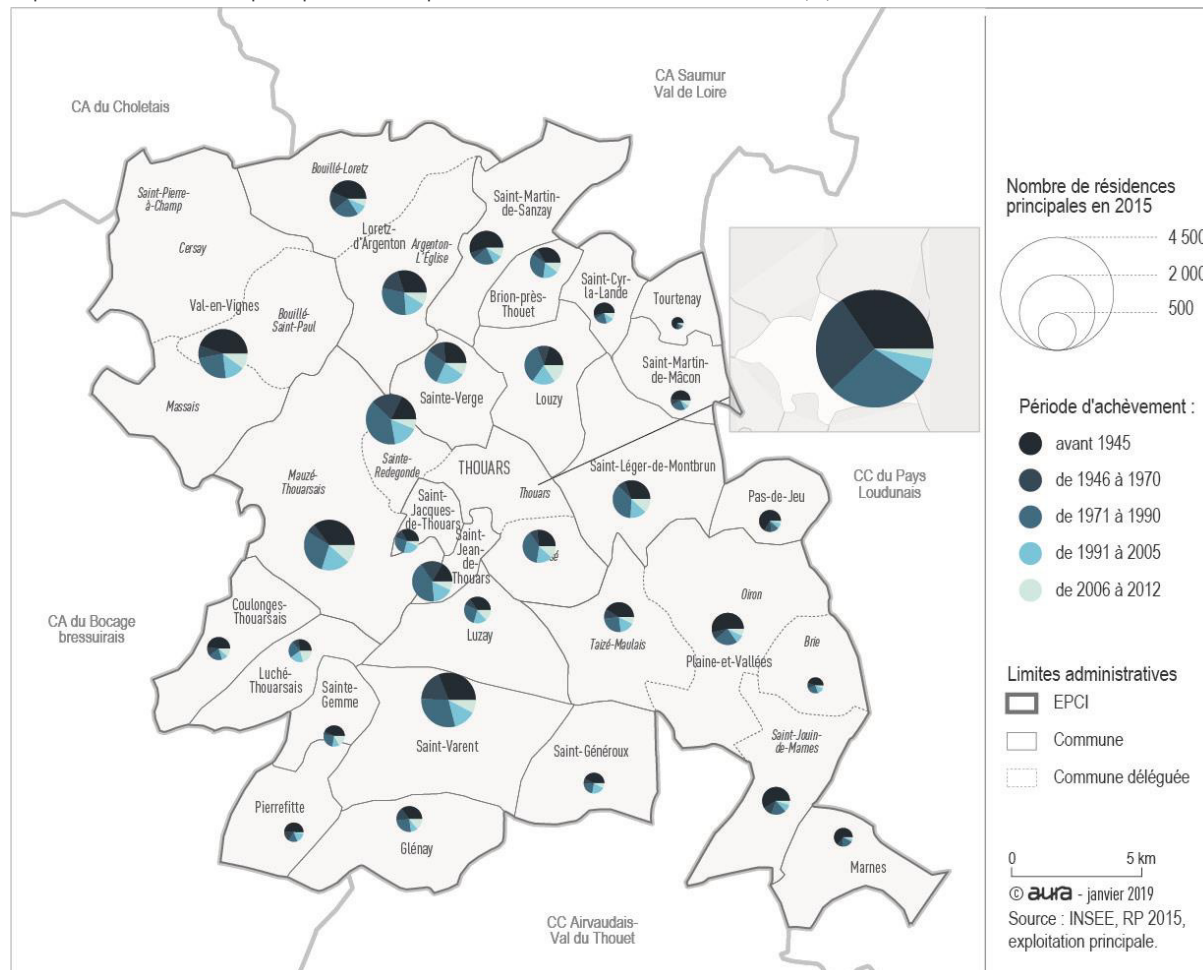 CA du Choletais
CA Saumur
Val de Loire
Bouillé-Loretz
Saint-Pierre-
à-Champ
Saint-Martin-
de-Sanzay
Loretz-
d'Argenton
Argenton-
L'Église
Cersay
Saint-Cyr-
la-Lande
Brion-près-
Thouet
Tourtenay
Val-en-Vignes
Bouillé-
Saint-Paul
Saint-Martin-
de-Mâcon
Sainte-Verge
Louzy
Massais
Sainte-
Redegonde
THOUARS
Saint-Léger-de-Montbrun
Mauzé-
Thouarsais
Thouars
Pas-de-Jeu
CC du Pays
Loudunais
Saint-
Jacques-
de-Thouars
Saint-
Jean-
de-
Thouars
CA du Bocage
bressuirais
Coulonges-
Thouarsais
Luzay
Taizé-Maulais
Oiron
Brie
Plaine-et-Vallées
Luché-
Thouarsais
Sainte-
Gemme
Saint-Varent
Saint-Généroux
Saint-Jouin-
de-Marnes
Pierrefitte
Glénay
Marnes
CC Airvaudais-
Val du Thouet
Nombre de résidences
principales en 2015
4 500
2 000
500
Période d'achèvement :
avant 1945
de 1946 à 1970
de 1971 à 1990
de 1991 à 2005
de 2006 à 2012
Limites administratives
EPCI
Commune
Commune déléguée
0 5 km
© aura - janvier 2019
Source : INSEE, RP 2015,
exploitation principale.